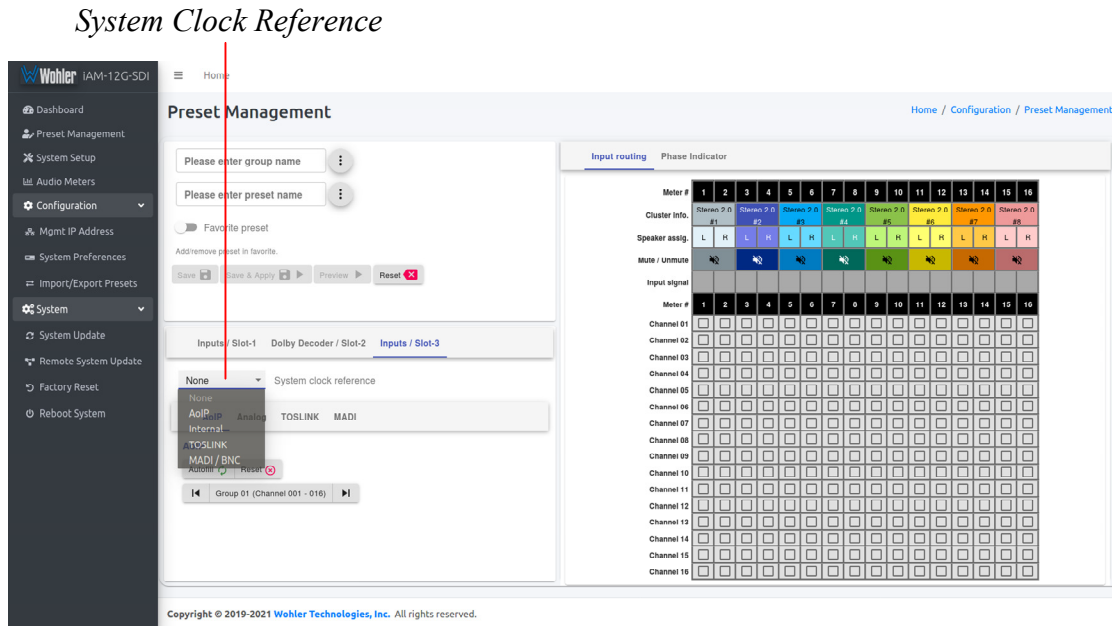 System Clock Reference
Wohler iAM-12G-SDI
Home
Dashboard
Preset Management
System Setup
Audio Meters
Configuration
Mgmt IP Address
System Preferences
Import/Export Presets
System
System Update
Remote System Update
Factory Reset
Reboot System
Preset Management
Home / Configuration / Preset Management
Please enter group name
Please enter preset name
Favorite preset
Add/remove preset in favorite.
Save Save & Apply Preview Reset
Inputs / Slot-1 Dolby Decoder / Slot-2 Inputs / Slot-3
None System clock reference
None
AoIP
Internal
TOSLINK
MADI / BNC
AoIP Analog TOSLINK MADI
Autofill Reset
Group 01 (Channel 001 - 016)
Input routing Phase Indicator
Meter # 1 2 3 4 5 6 7 8 9 10 11 12 13 14 15 16
Cluster Info. Stereo 2.0 Stereo 2.0 Stereo 2.0 Stereo 2.0 Stereo 2.0 Stereo 2.0 Stereo 2.0 Stereo 2.0
#1 #2 #3 #4 #5 #6 #7 #8
Speaker assig. L R L R L R L R L R L R L R L R
Mute / Unmute
Input signal
Meter # 1 2 3 4 5 6 7 8 9 10 11 12 13 14 15 16
Channel 01
Channel 02
Channel 03
Channel 04
Channel 05
Channel 06
Channel 07
Channel 08
Channel 09
Channel 10
Channel 11
Channel 12
Channel 13
Channel 14
Channel 15
Channel 16
Copyright © 2019-2021 Wohler Technologies, Inc. All rights reserved.